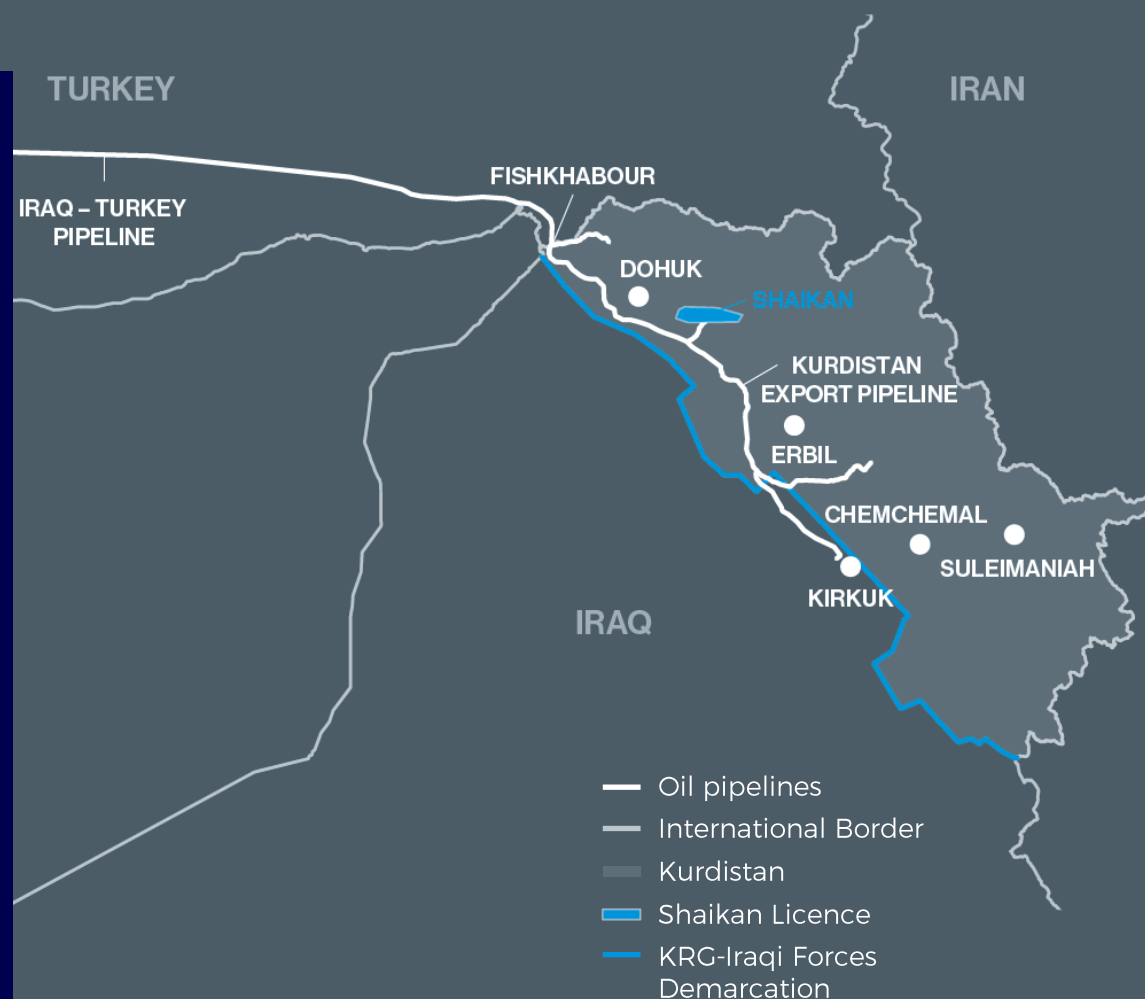 TURKEY
IRAN
FISHKHABOUR
IRAQ – TURKEY
PIPELINE
DOHUK
SHAIKAN
KURDISTAN
EXPORT PIPELINE
ERBIL
CHEMCHEMAL
SULEIMANIAH
KIRKUK
IRAQ
Oil pipelines
International Border
Kurdistan
Shaikan Licence
KRG-Iraqi Forces
Demarcation